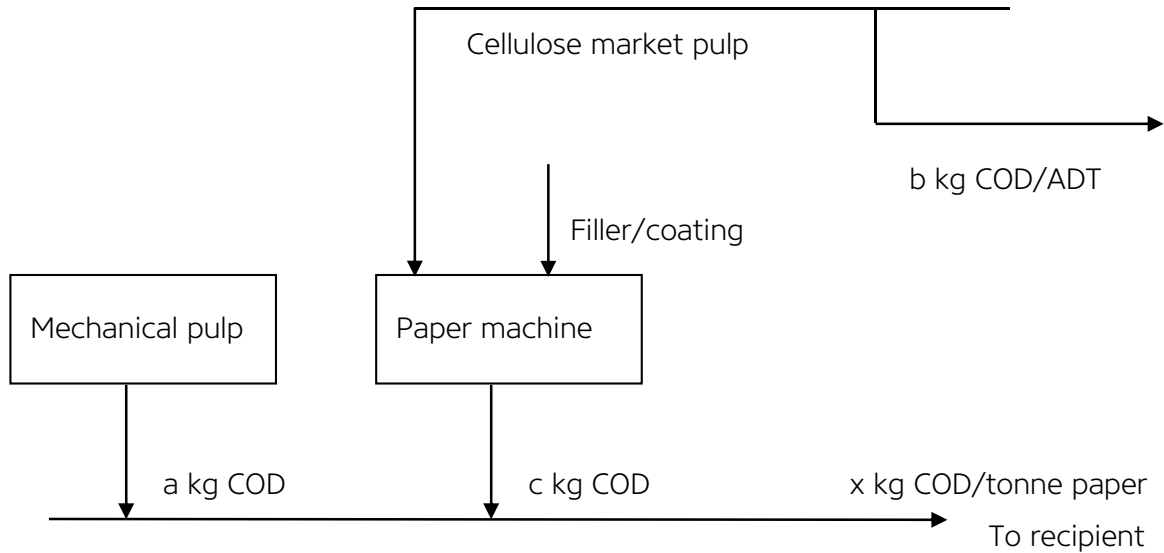 Cellulose market pulp
b kg COD/ADT
Filler/coating
Mechanical pulp
Paper machine
a kg COD
c kg COD
x kg COD/tonne paper
To recipient